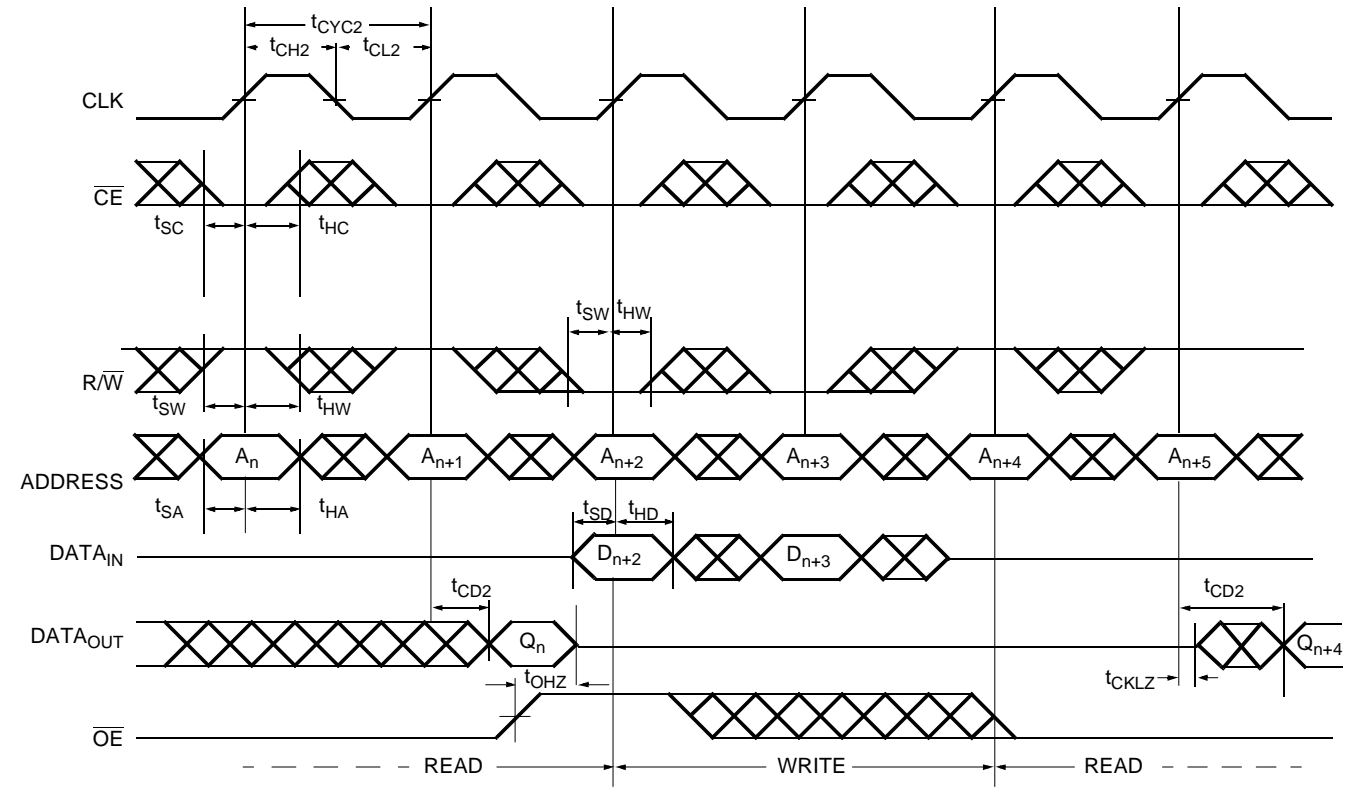 tCYC2
tCH2 tCL2
CLK
CE
tSC tHC
tSW tHW
R/W
tSW tHW
An An+1 An+2 An+3 An+4 An+5
ADDRESS
tSA tHA
tSD tHD
DATAIN
Dn+2 Dn+3
tCD2 tCD2
DATAOUT
Qn Qn+4
tOHZ tCKLZ
OE
READ WRITE READ